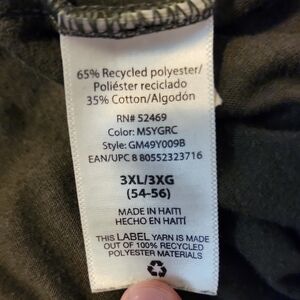 65% Recycled polyester/
Poliéster reciclado
35% Cotton/Algodón
RN# 52469
Color: MSYGRC
Style: GM49Y009B
EAN/UPC 8 80552323716
3XL/3XG
(54-56)
MADE IN HAITI
HECHO EN HAITÍ
THIS LABEL YARN IS MADE
OUT OF 100% RECYCLED
POLYESTER MATERIALS